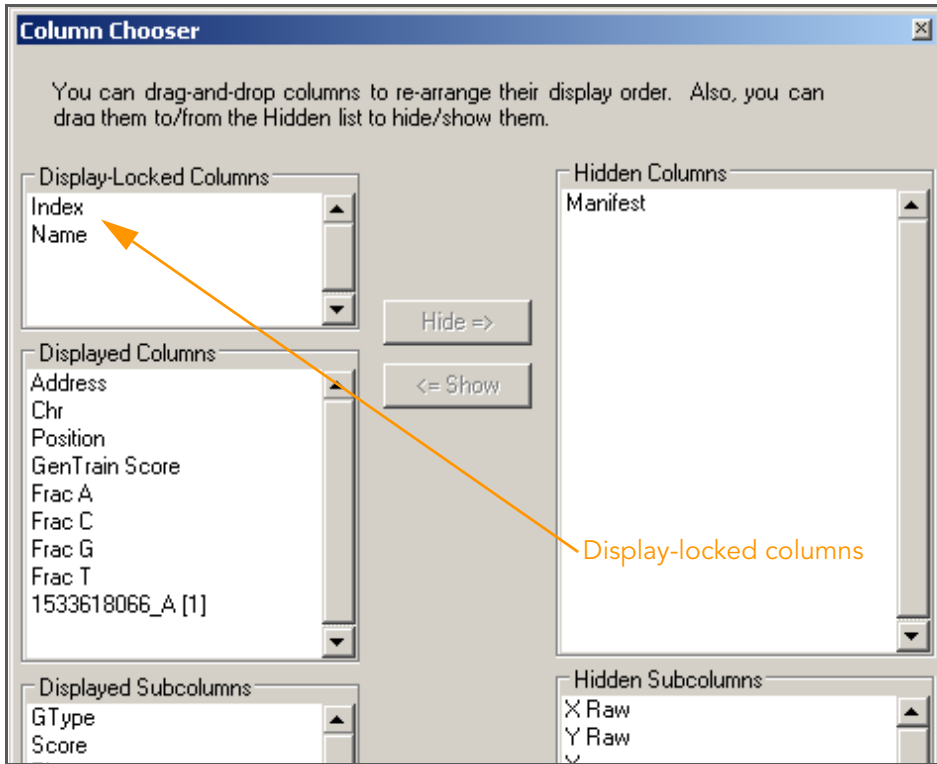 Column Chooser
You can drag-and-drop columns to re-arrange their display order. Also, you can
drag them to/from the Hidden list to hide/show them.
Display-Locked Columns
Index
Name
Hidden Columns
Manifest
Hide =>
<= Show
Displayed Columns
Address
Chr
Position
GenTrain Score
Frac A
Frac C
Frac G
Frac T
1533618066_A [1]
Display-locked columns
Displayed Subcolumns
GType
Score
Hidden Subcolumns
X Raw
Y Raw